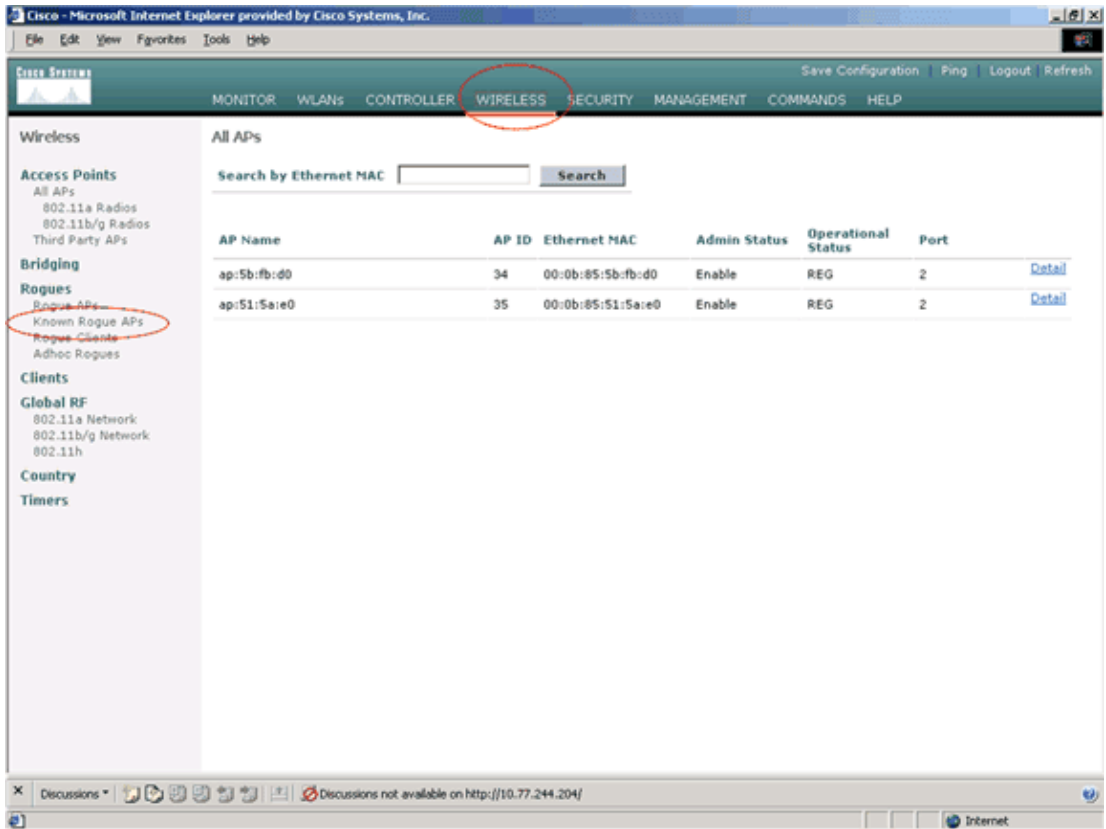 Cisco - Microsoft Internet Explorer provided by Cisco Systems, Inc.
File Edit View Favorites Tools Help
Cisco Systems
Save Configuration | Ping | Logout | Refresh
MONITOR WLANs CONTROLLER WIRELESS SECURITY MANAGEMENT COMMANDS HELP
Wireless
Access Points
All APs
802.11a Radios
802.11b/g Radios
Third Party APs
Bridging
Rogues
Rogue APs
Known Rogue APs
Rogue Clients
Adhoc Rogues
Clients
Global RF
802.11a Network
802.11b/g Network
802.11h
Country
Timers
All APs
Search by Ethernet MAC Search
AP Name AP ID Ethernet MAC Admin Status Operational Status Port
ap:5b:fb:d0 34 00:0b:85:5b:fb:d0 Enable REG 2 Detail
ap:51:5a:e0 35 00:0b:85:51:5a:e0 Enable REG 2 Detail
Discussions Discussions not available on http://10.77.244.204/
Internet